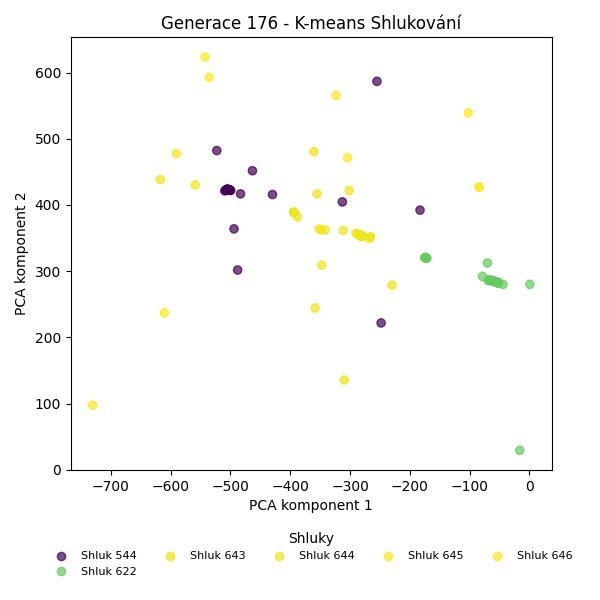 Generace 176 - K-means Shlukování
600
500
400
300
200
100
0
PCA komponent 2
−700 −600 −500 −400 −300 −200 −100 0
PCA komponent 1
Shluky
Shluk 544 Shluk 643 Shluk 644 Shluk 645 Shluk 646
Shluk 622